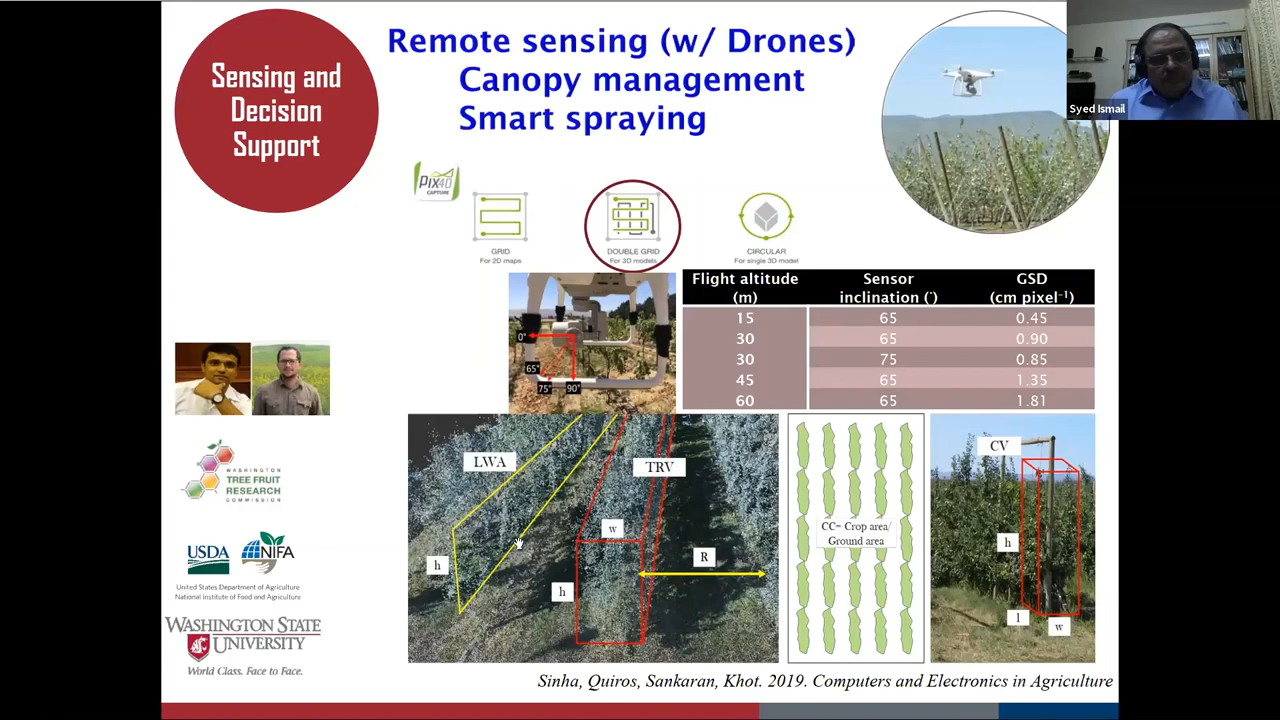 Sensing and
Decision
Support
Remote sensing (w/ Drones)
Canopy management
Smart spraying
Syed Ismail
PIX4D
CAPTURE
GRID
For 2D maps
DOUBLE GRID
For 3D models
CIRCULAR
For single 3D model
Flight altitude (m) Sensor inclination (°) GSD (cm pixel⁻¹)
15 65 0.45
30 65 0.90
30 75 0.85
45 65 1.35
60 65 1.81
0°
65°
75°
90°
WASHINGTON
TREE FRUIT
RESEARCH
COMMISSION
USDA
NIFA
United States Department of Agriculture
National Institute of Food and Agriculture
WASHINGTON STATE
UNIVERSITY
World Class. Face to Face.
LWA
h
TRV
w
h
R
CC= Crop area/
Ground area
CV
h
l
w
Sinha, Quiros, Sankaran, Khot. 2019. Computers and Electronics in Agriculture